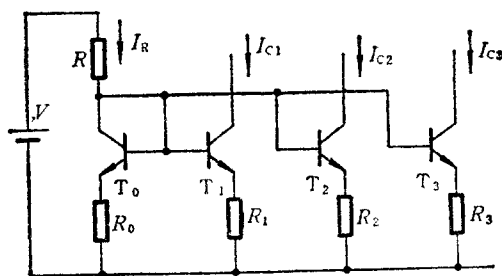 R I_R I_C1 I_C2 I_C3
V
T_0 T_1 T_2 T_3
R_0 R_1 R_2 R_3